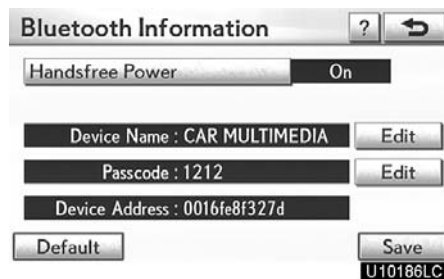 Bluetooth Information ?
Handsfree Power On
Device Name : CAR MULTIMEDIA Edit
Passcode : 1212 Edit
Device Address : 0016fe8f327d
Default Save
U10186LC